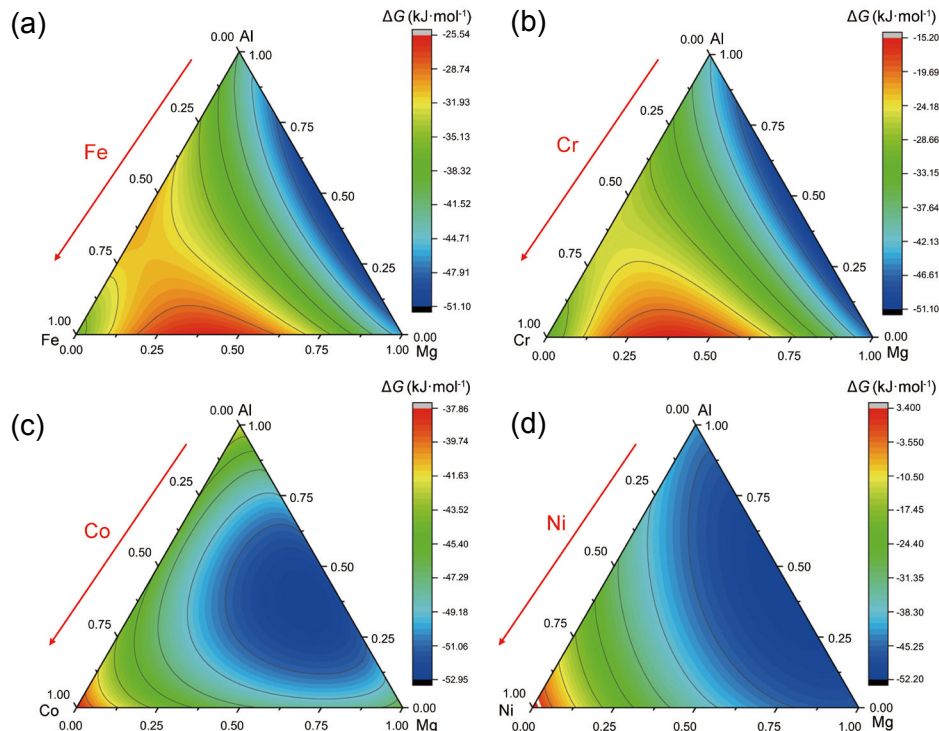 (a)
ΔG (kJ·mol⁻¹)
0.00 Al
1.00
0.25
0.75
Fe
0.50
0.50
0.75
0.25
1.00
0.00
Fe
Mg
0.00 0.25 0.50 0.75 1.00
-25.54
-28.74
-31.93
-35.13
-38.32
-41.52
-44.71
-47.91
-51.10
(b)
ΔG (kJ·mol⁻¹)
0.00 Al
1.00
0.25
0.75
Cr
0.50
0.50
0.75
0.25
1.00
0.00
Cr
Mg
0.00 0.25 0.50 0.75 1.00
-15.20
-19.69
-24.18
-28.66
-33.15
-37.64
-42.13
-46.61
-51.10
(c)
ΔG (kJ·mol⁻¹)
0.00 Al
1.00
0.25
0.75
Co
0.50
0.50
0.75
0.25
1.00
0.00
Co
Mg
0.00 0.25 0.50 0.75 1.00
-37.86
-39.74
-41.63
-43.52
-45.40
-47.29
-49.18
-51.06
-52.95
(d)
ΔG (kJ·mol⁻¹)
0.00 Al
1.00
0.25
0.75
Ni
0.50
0.50
0.75
0.25
1.00
0.00
Ni
Mg
0.00 0.25 0.50 0.75 1.00
3.400
-3.550
-10.50
-17.45
-24.40
-31.35
-38.30
-45.25
-52.20